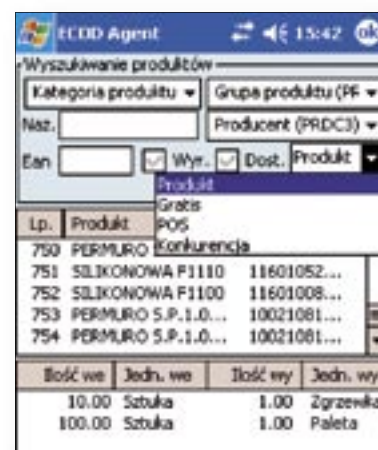 ECOD Agent 15:42 ok
Wyszukiwanie produktów
Kategoria produktu Grupa produktu (PF
Naz. Producent (PRDC3)
Ean Wyr. Dost. Produkt
Produkt
Gratis
Lp. Produkt POS
Konkurencja
750 PERMURO
751 SILIKONOWA F1110 11601052...
752 SILIKONOWA F1100 11601008...
753 PERMURO S.P.1.0... 10021081...
754 PERMURO S.P.1.0... 10021081...
Ilość we Jedn. we Ilość wy Jedn. wy
10.00 Sztuka 1.00 Zgrzewka
100.00 Sztuka 1.00 Paleta